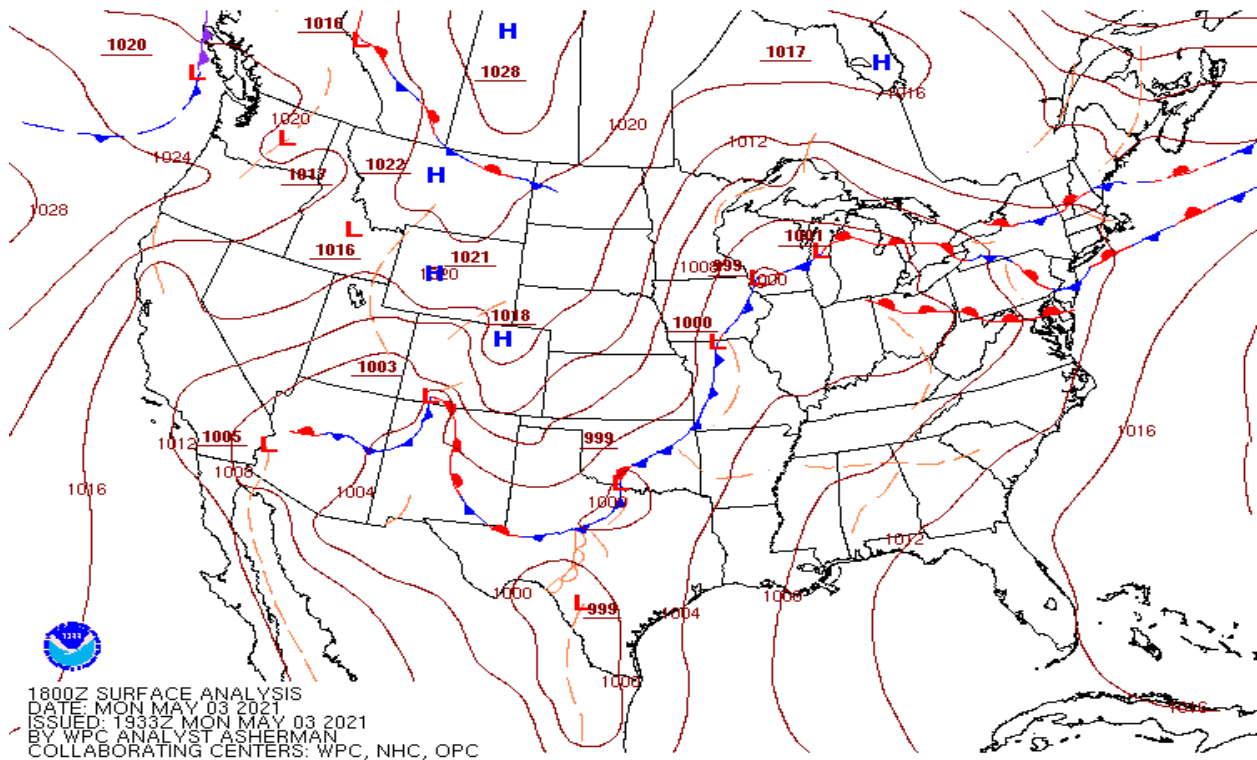 1016
1020
H
1017
L
H
L
1028
1016
1020
1020
1012
L
1024
1022
1017
H
1028
L
1001
1016
1021
L
1008
999
H
1020
L
1000
1018
1000
H
L
1003
L
1016
1012
1005
999
L
1008
1016
1004
L
1000
1012
1000
1008
L
999
1004
1000
1016
1800Z SURFACE ANALYSIS
DATE: MON MAY 03 2021
ISSUED: 1933Z MON MAY 03 2021
BY WPC ANALYST ASHERMAN
COLLABORATING CENTERS: WPC, NHC, OPC